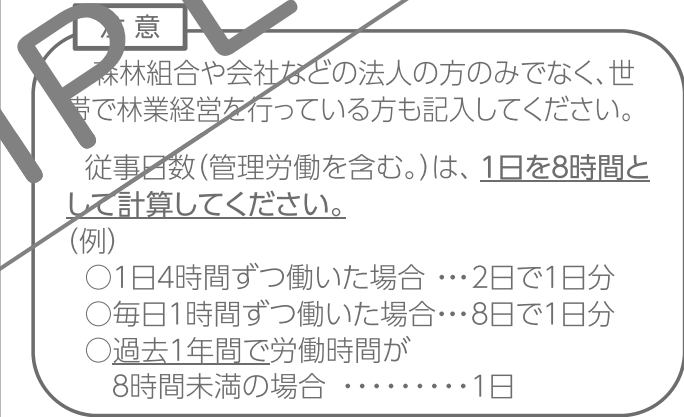 注 意
森林組合や会社などの法人の方のみでなく、世
帯で林業経営を行っている方も記入してください。
従事日数(管理労働を含む。)は、1日を8時間と
して計算してください。
(例)
○1日4時間ずつ働いた場合 …2日で1日分
○毎日1時間ずつ働いた場合…8日で1日分
○過去1年間で労働時間が
8時間未満の場合 ………1日